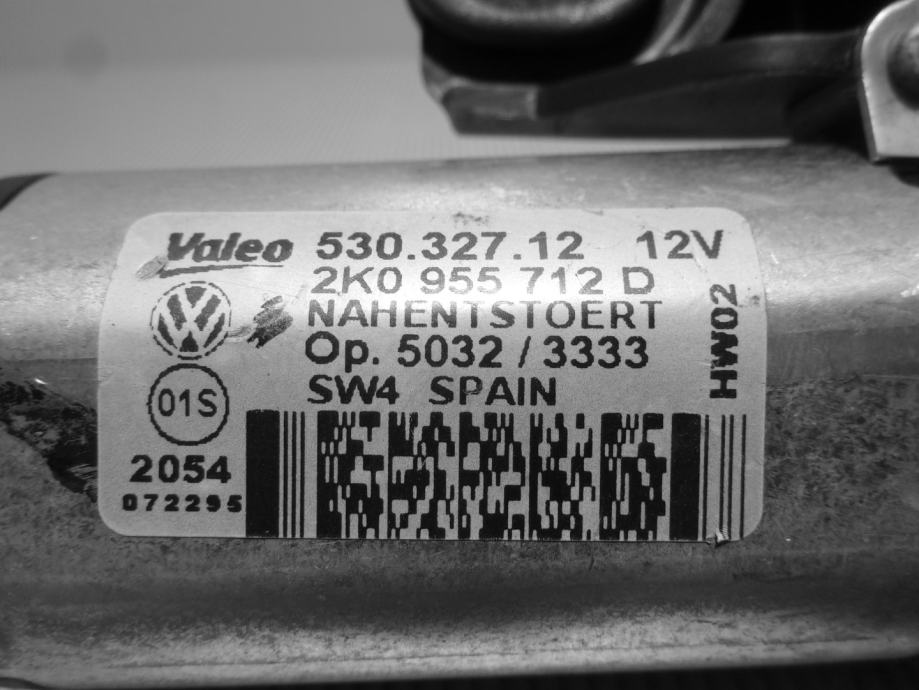 Valeo 530.327.12 12V
2K0 955 712 D
NAHENTSTOERT
Op. 5032 / 3333
SW4 SPAIN
HW02
01S
2054
072295